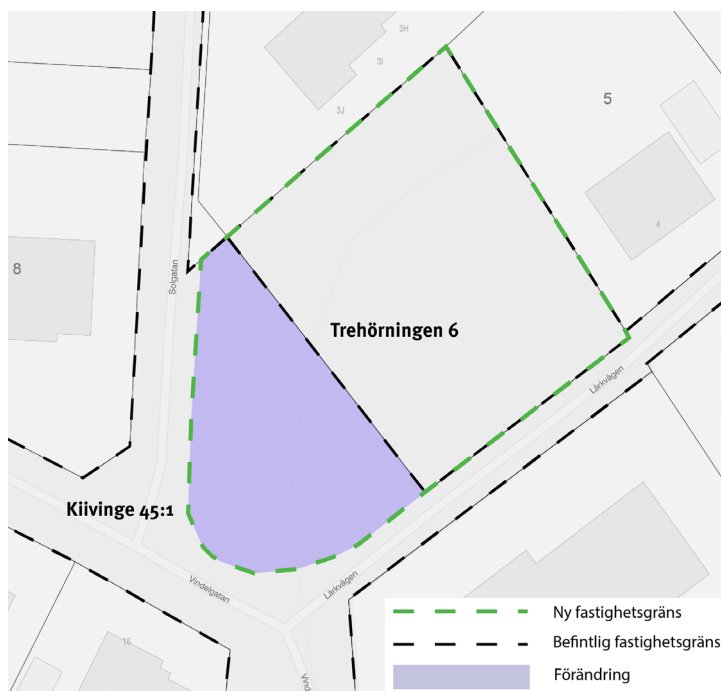 3H
3I
3J
5
4
8
Solgatan
Trehörningen 6
Lärkvägen
Kiivinge 45:1
Vindelgatan
Lärkvägen
16
Ny fastighetsgräns
Befintlig fastighetsgräns
Förändring